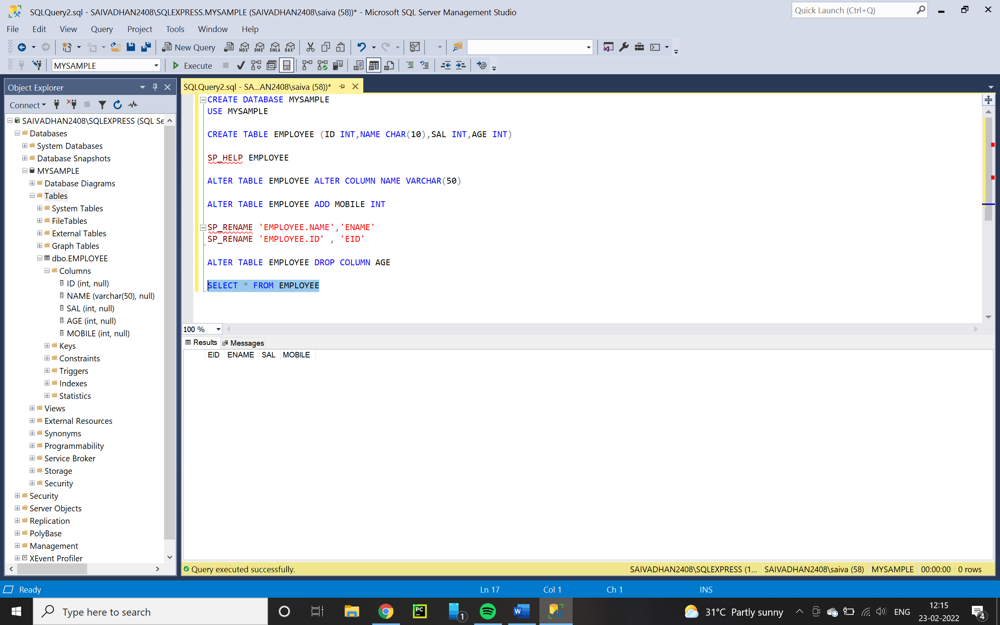 SQLQuery2.sql - SAIVADHAN2408\SQLEXPRESS.MYSAMPLE (SAIVADHAN2408\saiva (58))* - Microsoft SQL Server Management Studio
Quick Launch (Ctrl+Q)
File Edit View Query Project Tools Window Help
New Query MDX DMX XMLA DAX
MYSAMPLE Execute
Object Explorer
Connect
SAIVADHAN2408\SQLEXPRESS (SQL Se
Databases
System Databases
Database Snapshots
MYSAMPLE
Database Diagrams
Tables
System Tables
FileTables
External Tables
Graph Tables
dbo.EMPLOYEE
Columns
ID (int, null)
NAME (varchar(50), null)
SAL (int, null)
AGE (int, null)
MOBILE (int, null)
Keys
Constraints
Triggers
Indexes
Statistics
Views
External Resources
Synonyms
Programmability
Service Broker
Storage
Security
Security
Server Objects
Replication
PolyBase
Management
XEvent Profiler
SQLQuery2.sql - SA...AN2408\saiva (58))*
CREATE DATABASE MYSAMPLE
USE MYSAMPLE
CREATE TABLE EMPLOYEE (ID INT,NAME CHAR(10),SAL INT,AGE INT)
SP_HELP EMPLOYEE
ALTER TABLE EMPLOYEE ALTER COLUMN NAME VARCHAR(50)
ALTER TABLE EMPLOYEE ADD MOBILE INT
SP_RENAME 'EMPLOYEE.NAME','ENAME'
SP_RENAME 'EMPLOYEE.ID' , 'EID'
ALTER TABLE EMPLOYEE DROP COLUMN AGE
SELECT * FROM EMPLOYEE
100 %
Results Messages
EID ENAME SAL MOBILE
Query executed successfully. SAIVADHAN2408\SQLEXPRESS (1... SAIVADHAN2408\saiva (58) MYSAMPLE 00:00:00 0 rows
Ready Ln 17 Col 1 Ch 1 INS
Type here to search
PC
1
W
31°C Partly sunny
ENG
12:15
23-02-2022
4